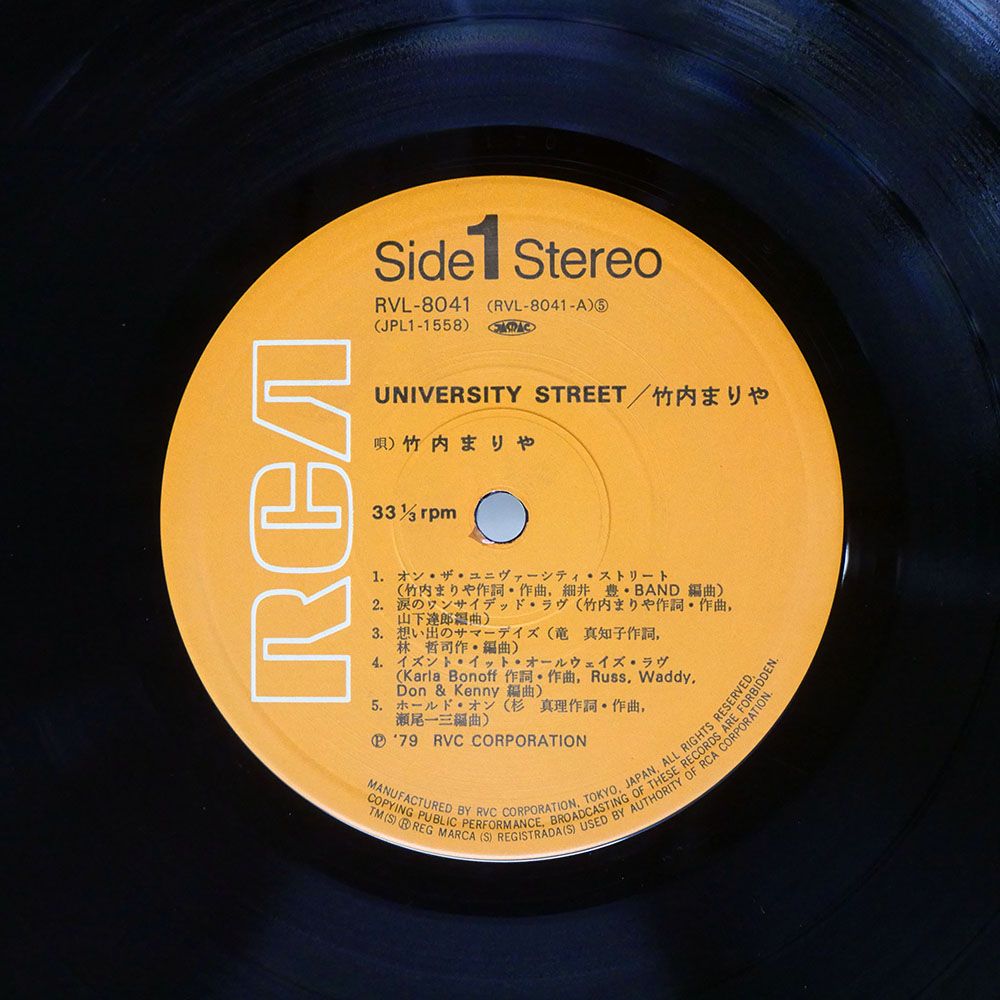 Side 1 Stereo
RVL-8041 (RVL-8041-A)⑤
(JPL1-1558) JASRAC
RCA
UNIVERSITY STREET/竹内まりや
唄) 竹内まりや
33 1/3 rpm
1. オン・ザ・ユニヴァーシティ・ストリート
(竹内まりや作詞・作曲, 細井 豊・BAND 編曲)
2. 涙のワンサイデッド・ラヴ (竹内まりや作詞・作曲,
山下達郎編曲)
3. 想い出のサマーデイズ (竜 真知子作詞,
林 哲司作・編曲)
4. イズント・イット・オールウェイズ・ラヴ
(Karla Bonoff 作詞・作曲, Russ, Waddy,
Don & Kenny 編曲)
5. ホールド・オン (杉 真理作詞・作曲,
瀬尾一三編曲)
Ⓟ '79 RVC CORPORATION
MANUFACTURED BY RVC CORPORATION, TOKYO, JAPAN. ALL RIGHTS RESERVED.
COPYING PUBLIC PERFORMANCE, BROADCASTING OF THESE RECORDS ARE FORBIDDEN.
TM(S) ® REG MARCA (S) REGISTRADA(S) USED BY AUTHORITY OF RCA CORPORATION.